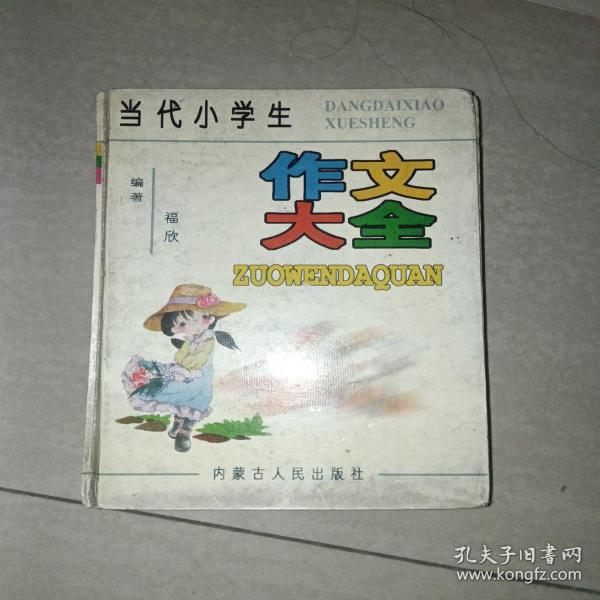 当代小学生
DANGDAIXIAO
XUESHENG
作文
大全
ZUOWENDAQUAN
编著
福欣
内蒙古人民出版社
孔夫子旧书网
www.kongfz.com